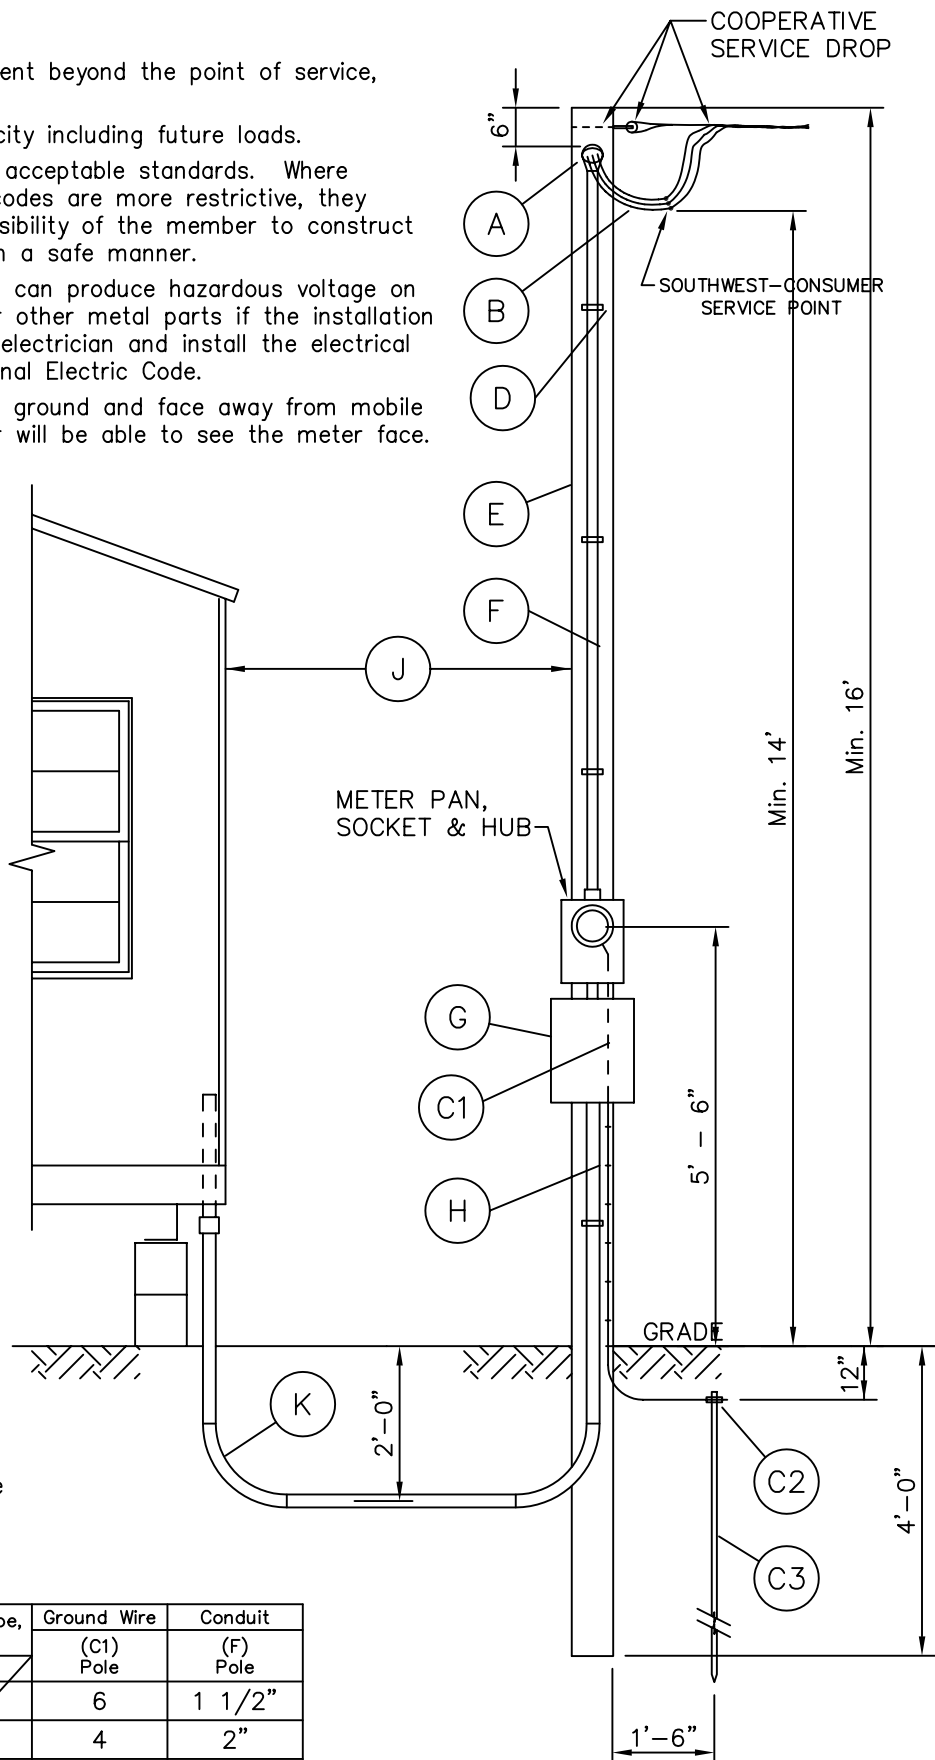 ent beyond the point of service,
city including future loads.
acceptable standards. Where
codes are more restrictive, they
sibility of the member to construct
n a safe manner.
can produce hazardous voltage on
r other metal parts if the installation
electrician and install the electrical
nal Electric Code.
ground and face away from mobile
r will be able to see the meter face.
COOPERATIVE
SERVICE DROP
6"
A
B
SOUTHWEST-CONSUMER
SERVICE POINT
D
E
F
J
Min. 16'
Min. 14'
METER PAN,
SOCKET & HUB
G
C1
5' - 6"
H
GRADE
12"
K
2'-0"
C2
4'-0"
C3
e
pe,
Ground Wire
Conduit
(C1)
Pole
(F)
Pole
6
1 1/2"
4
2"
1'-6"